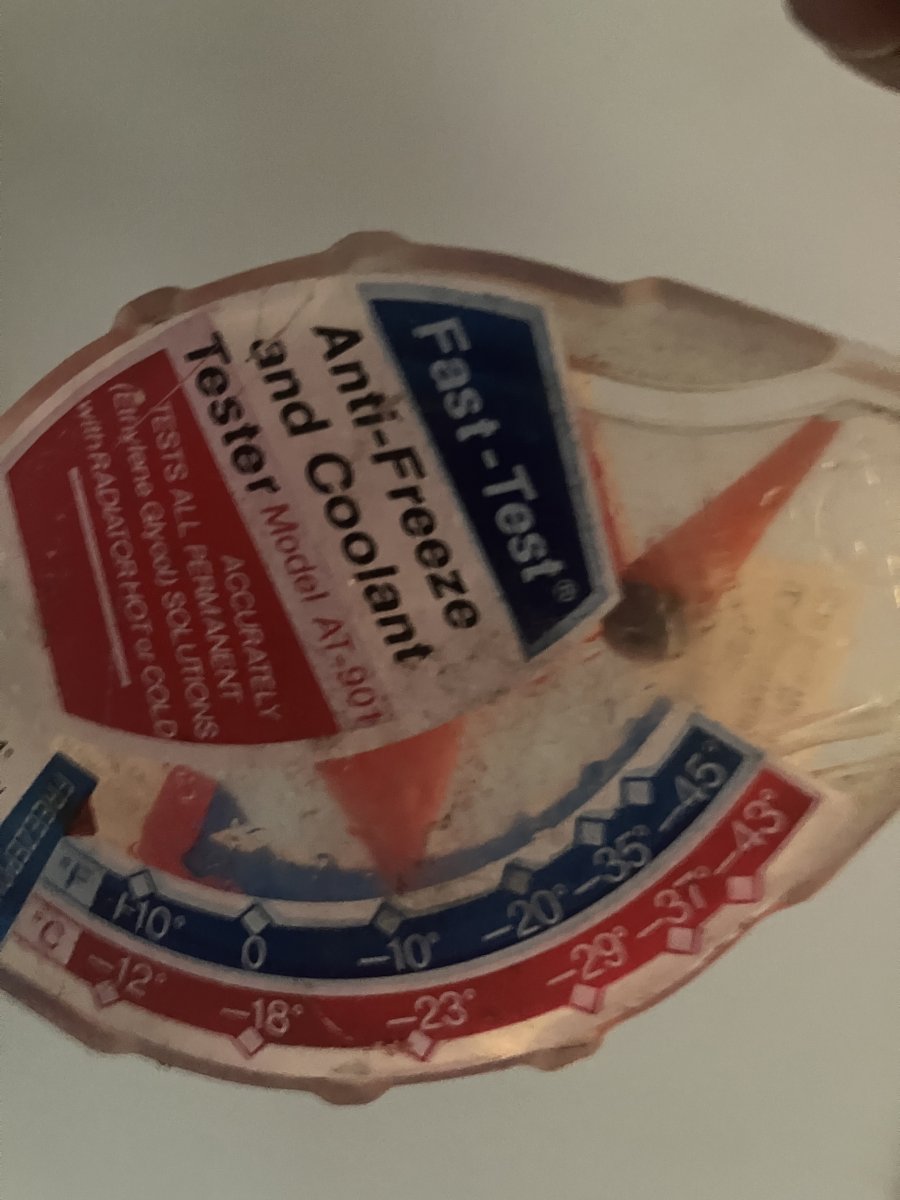 Fast-Test®
Anti-Freeze
and Coolant
Tester Model AT-901
ACCURATELY
TESTS ALL PERMANENT
(Ethylene Glycol) SOLUTIONS
with RADIATOR HOT or COLD
°F +10° 0 -10° -20° -35° -45°
°C -12° -18° -23° -29° -37° -43°